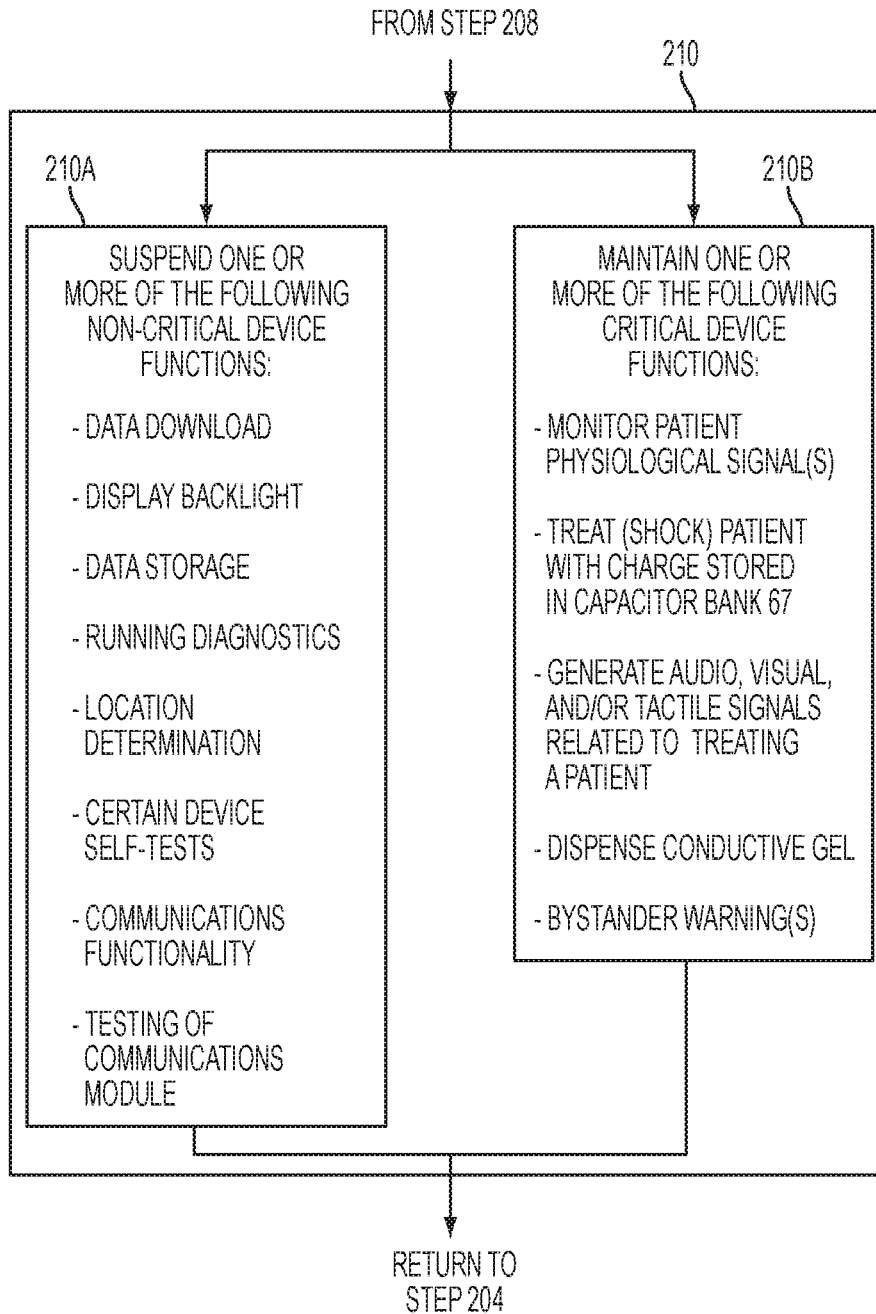 FROM STEP 208
210
210A
210B
SUSPEND ONE OR
MORE OF THE FOLLOWING
NON-CRITICAL DEVICE
FUNCTIONS:
- DATA DOWNLOAD
- DISPLAY BACKLIGHT
- DATA STORAGE
- RUNNING DIAGNOSTICS
- LOCATION
DETERMINATION
- CERTAIN DEVICE
SELF-TESTS
- COMMUNICATIONS
FUNCTIONALITY
- TESTING OF
COMMUNICATIONS
MODULE
MAINTAIN ONE OR
MORE OF THE FOLLOWING
CRITICAL DEVICE
FUNCTIONS:
- MONITOR PATIENT
PHYSIOLOGICAL SIGNAL(S)
- TREAT (SHOCK) PATIENT
WITH CHARGE STORED
IN CAPACITOR BANK 67
- GENERATE AUDIO, VISUAL,
AND/OR TACTILE SIGNALS
RELATED TO TREATING
A PATIENT
- DISPENSE CONDUCTIVE GEL
- BYSTANDER WARNING(S)
RETURN TO
STEP 204